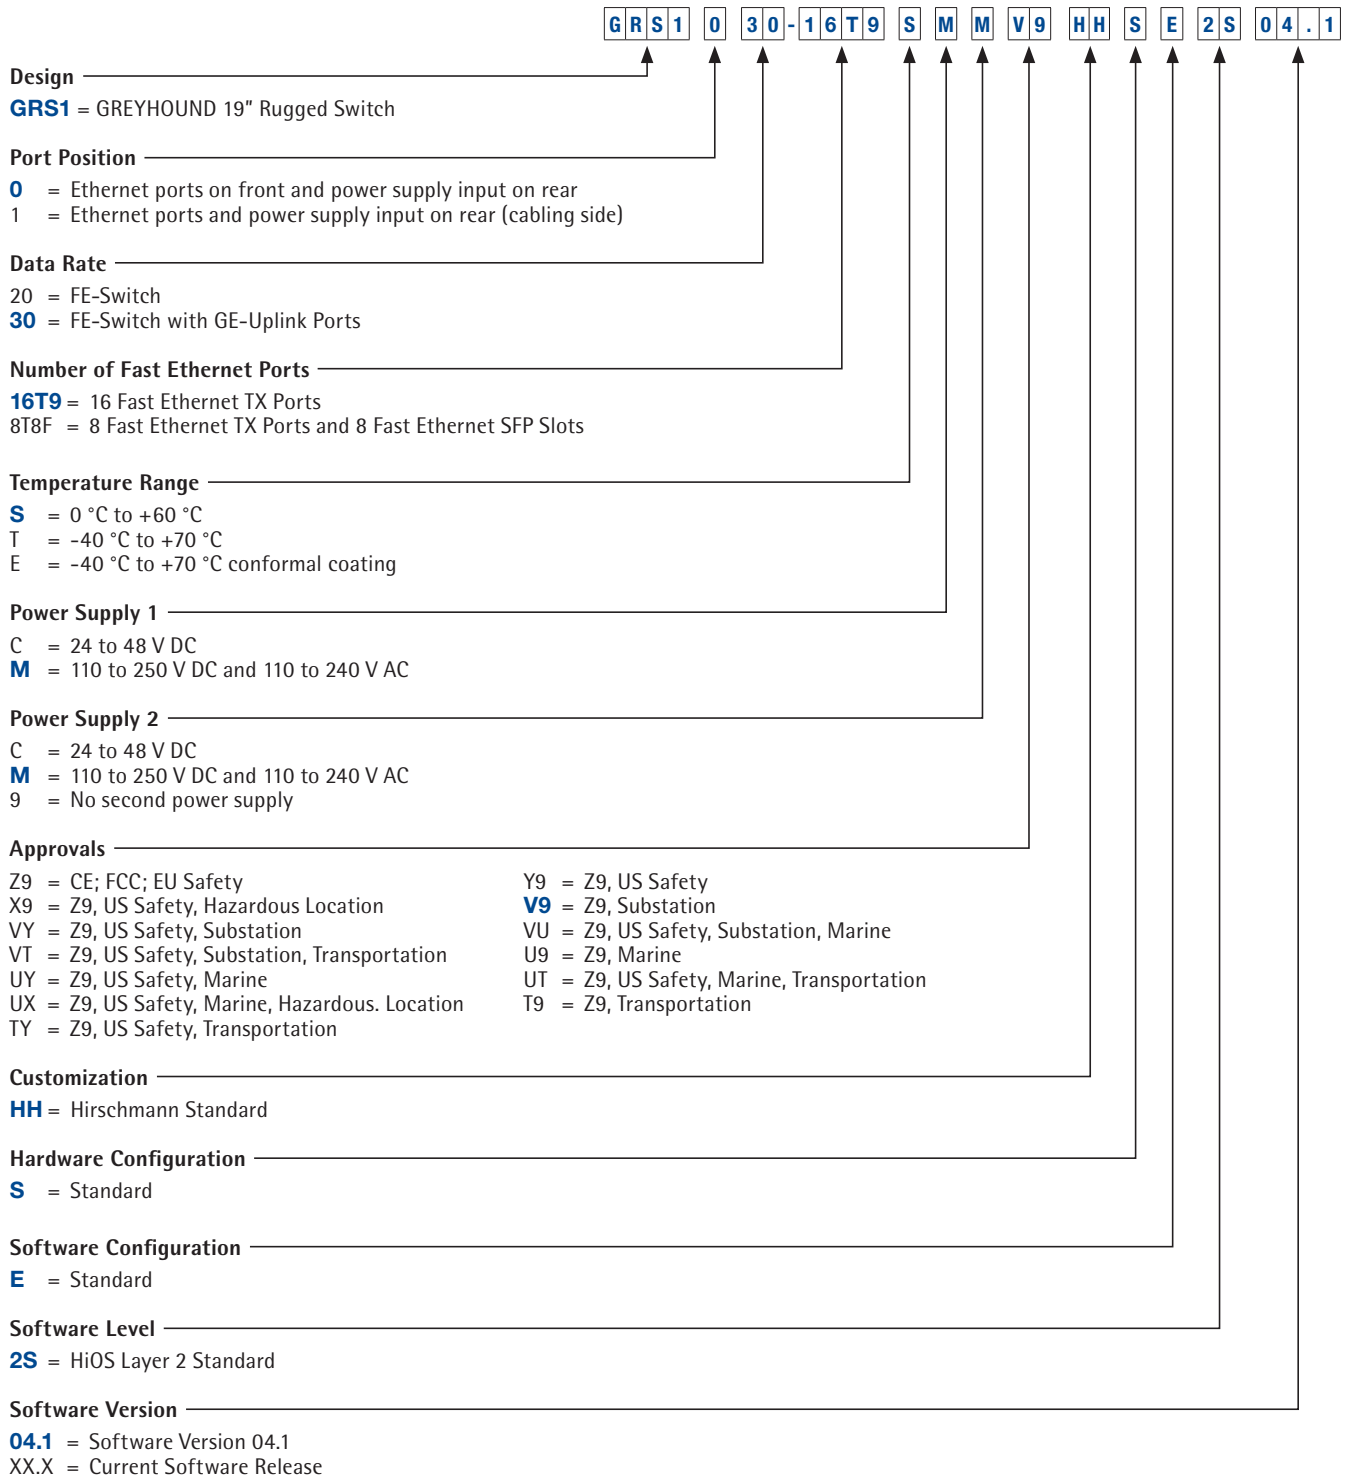 GRS1 0 30-16T9 S M M V9 HH S E 2S 04.1
Design
GRS1 = GREYHOUND 19" Rugged Switch
Port Position
0 = Ethernet ports on front and power supply input on rear
1 = Ethernet ports and power supply input on rear (cabling side)
Data Rate
20 = FE-Switch
30 = FE-Switch with GE-Uplink Ports
Number of Fast Ethernet Ports
16T9 = 16 Fast Ethernet TX Ports
8T8F = 8 Fast Ethernet TX Ports and 8 Fast Ethernet SFP Slots
Temperature Range
S = 0 °C to +60 °C
T = -40 °C to +70 °C
E = -40 °C to +70 °C conformal coating
Power Supply 1
C = 24 to 48 V DC
M = 110 to 250 V DC and 110 to 240 V AC
Power Supply 2
C = 24 to 48 V DC
M = 110 to 250 V DC and 110 to 240 V AC
9 = No second power supply
Approvals
Z9 = CE; FCC; EU Safety
X9 = Z9, US Safety, Hazardous Location
VY = Z9, US Safety, Substation
VT = Z9, US Safety, Substation, Transportation
UY = Z9, US Safety, Marine
UX = Z9, US Safety, Marine, Hazardous. Location
TY = Z9, US Safety, Transportation
Y9 = Z9, US Safety
V9 = Z9, Substation
VU = Z9, US Safety, Substation, Marine
U9 = Z9, Marine
UT = Z9, US Safety, Marine, Transportation
T9 = Z9, Transportation
Customization
HH = Hirschmann Standard
Hardware Configuration
S = Standard
Software Configuration
E = Standard
Software Level
2S = HiOS Layer 2 Standard
Software Version
04.1 = Software Version 04.1
XX.X = Current Software Release